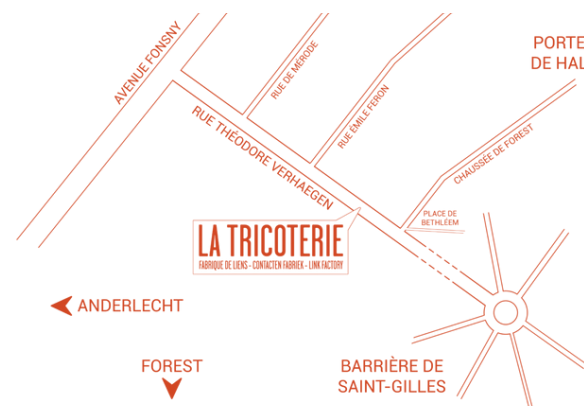 PORTE
DE HAL
AVENUE FONSNY
RUE DE MÉRODE
RUE ÉMILE FERON
RUE THÉODORE VERHAEGEN
CHAUSSÉE DE FOREST
PLACE DE
BETHLÉEM
LA TRICOTERIE
FABRIQUE DE LIENS - CONTACTEN FABRIEK - LINK FACTORY
ANDERLECHT
FOREST
BARRIÈRE DE
SAINT-GILLES